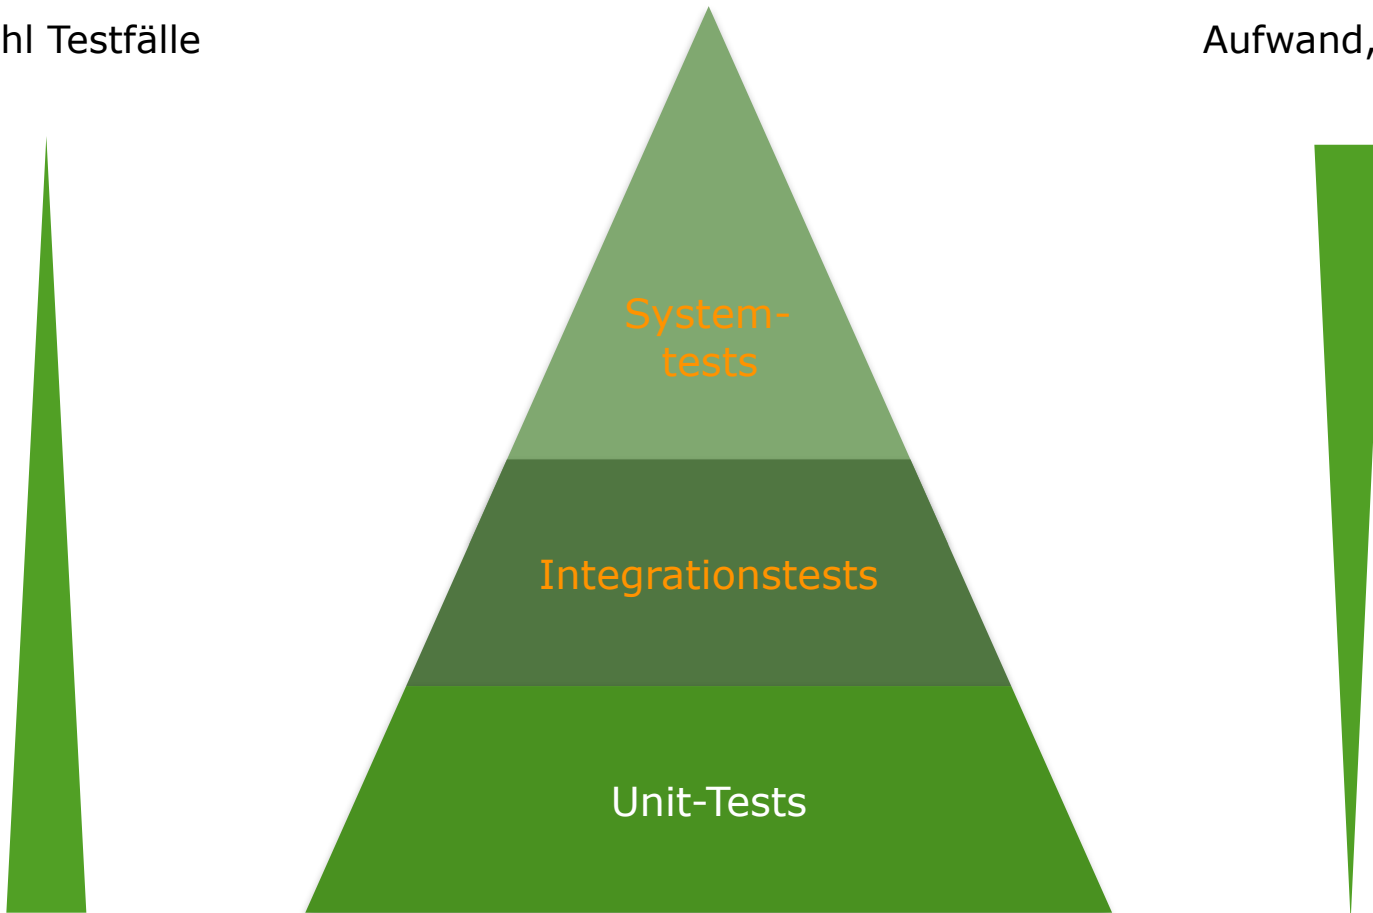 hl Testfälle
Aufwand,
System-
tests
Integrationstests
Unit-Tests